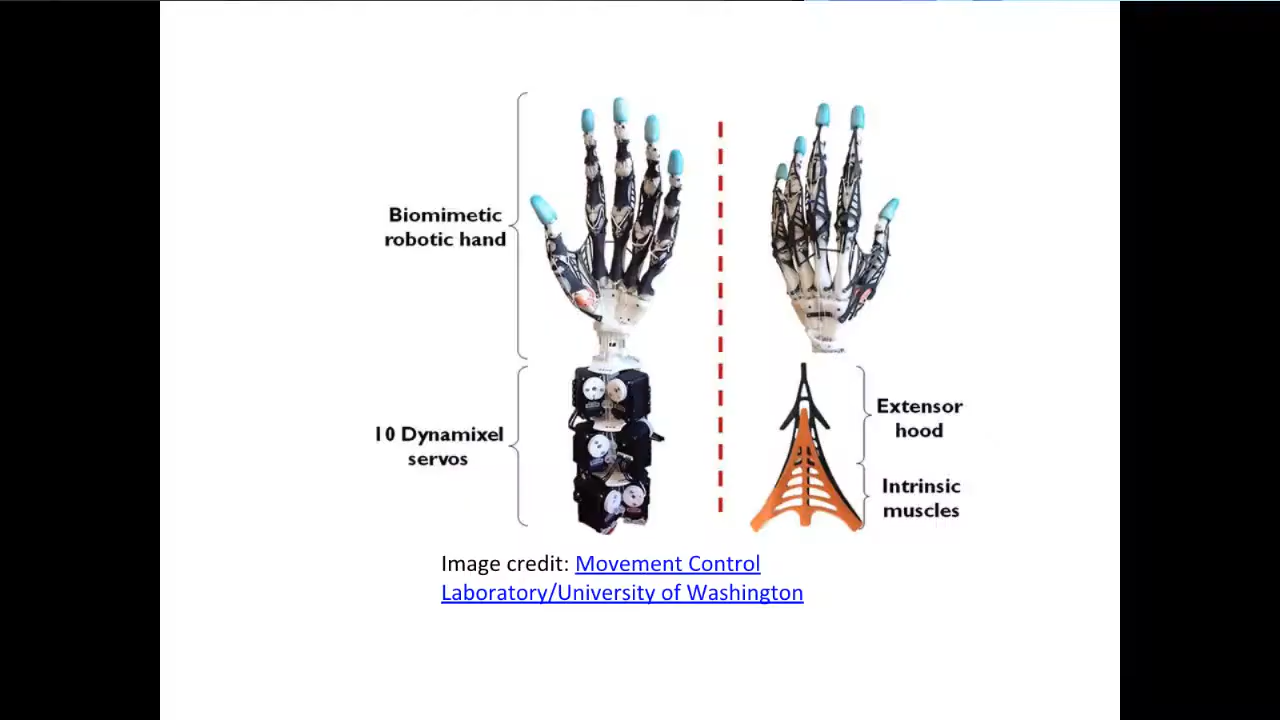 Biomimetic
robotic hand
10 Dynamixel
servos
Extensor
hood
Intrinsic
muscles
Image credit: Movement Control
Laboratory/University of Washington